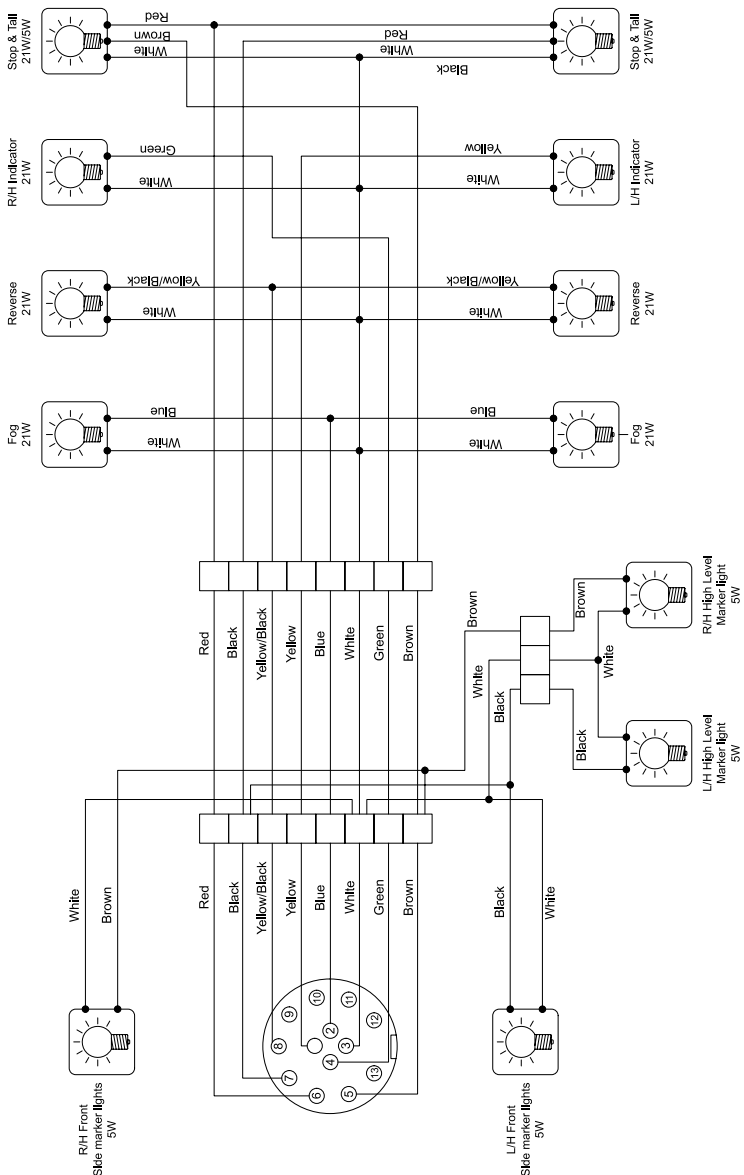 Stop & Tail
21W/5W
Red
Brown
White
Red
White
Black
Stop & Tail
21W/5W
R/H Indicator
21W
Green
White
Yellow
White
L/H Indicator
21W
Reverse
21W
Yellow/Black
White
Yellow/Black
White
Reverse
21W
Fog
21W
Blue
White
Blue
White
Fog
21W
Red
Black
Yellow/Black
Yellow
Blue
White
Green
Brown
Brown
White
Black
Brown
White
Black
R/H High Level
Marker light
5W
L/H High Level
Marker light
5W
White
Brown
Red
Black
Yellow/Black
Yellow
Blue
White
Green
Brown
Black
White
R/H Front
Side marker lights
5W
8
9
10
11
12
13
2
3
4
5
6
7
L/H Front
Side marker lights
5W